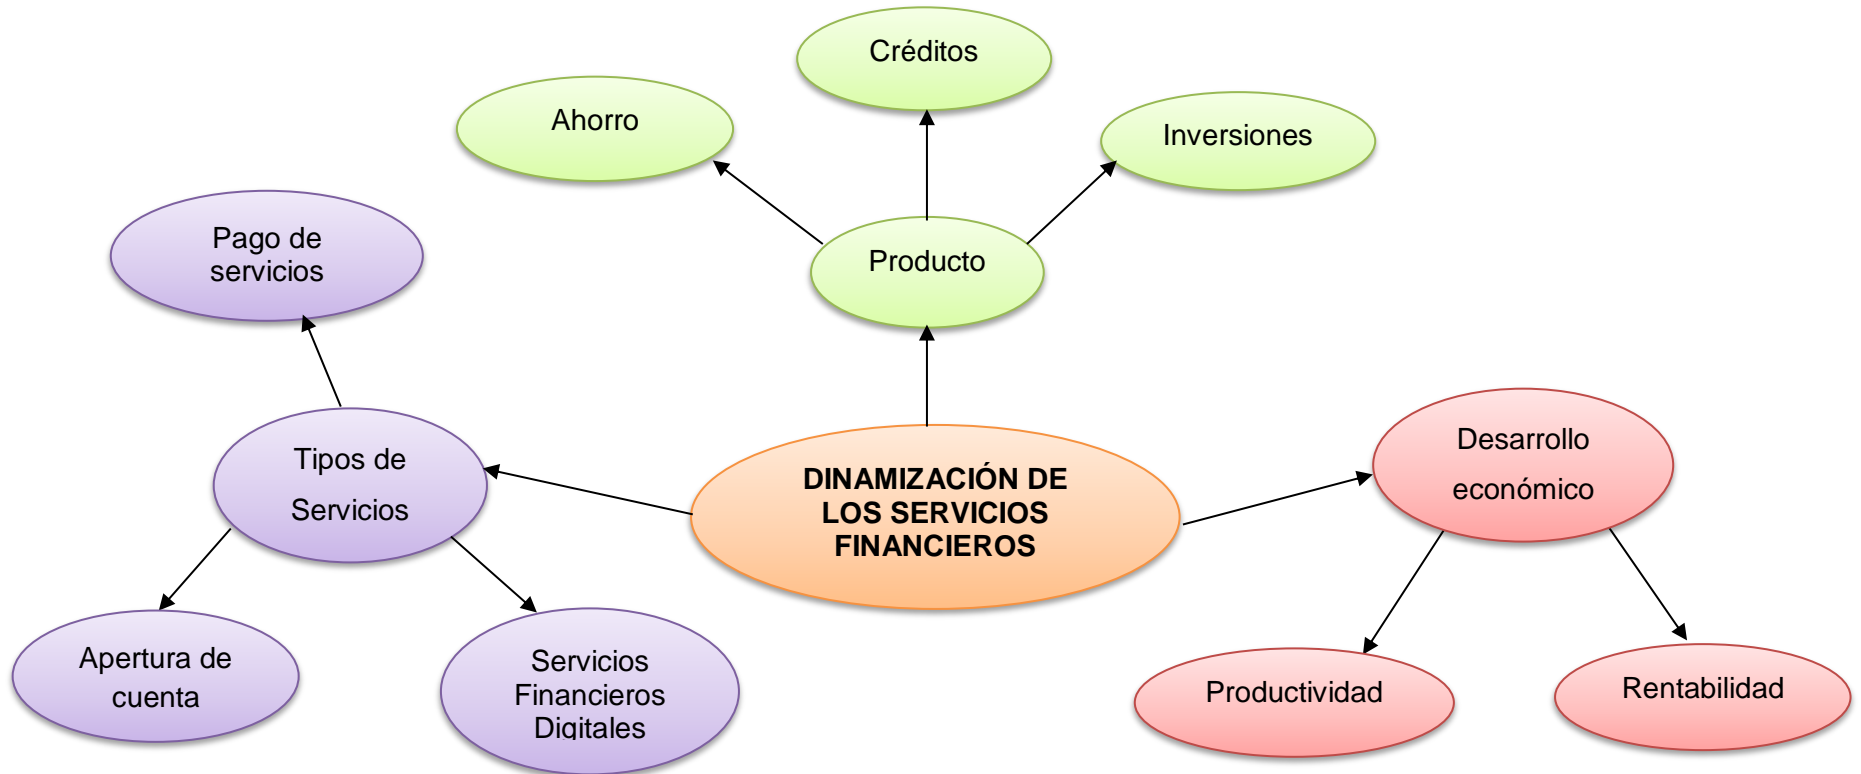 Créditos
Ahorro
Inversiones
Pago de
servicios
Producto
Tipos de
Servicios
DINAMIZACIÓN DE
LOS SERVICIOS
FINANCIEROS
Desarrollo
económico
Apertura de
cuenta
Servicios
Financieros
Digitales
Productividad
Rentabilidad